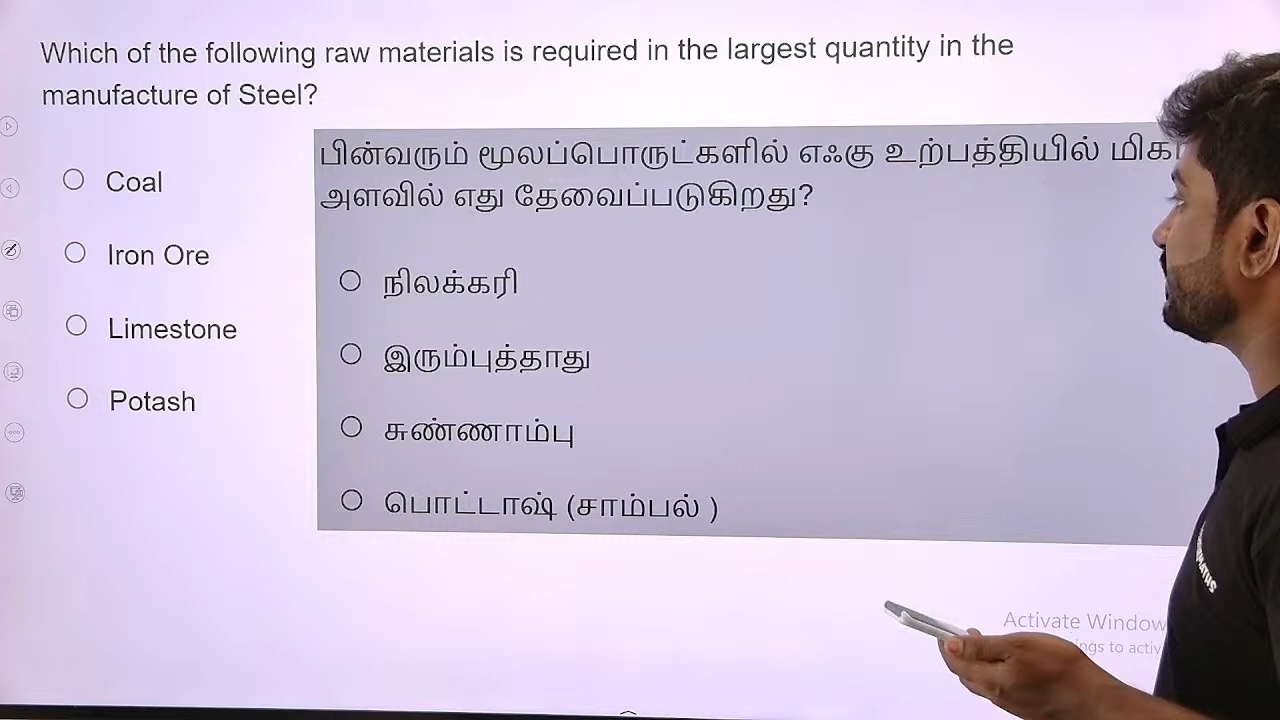 Which of the following raw materials is required in the largest quantity in the
manufacture of Steel?
Coal
Iron Ore
Limestone
Potash
பின்வரும் மூலப்பொருட்களில் எஃகு உற்பத்தியில்
அளவில் எது தேவைப்படுகிறது?
நிலக்கரி
இரும்புத்தாது
சுண்ணாம்பு
பொட்டாஷ் (சாம்பல் )
Activate Window
to activ